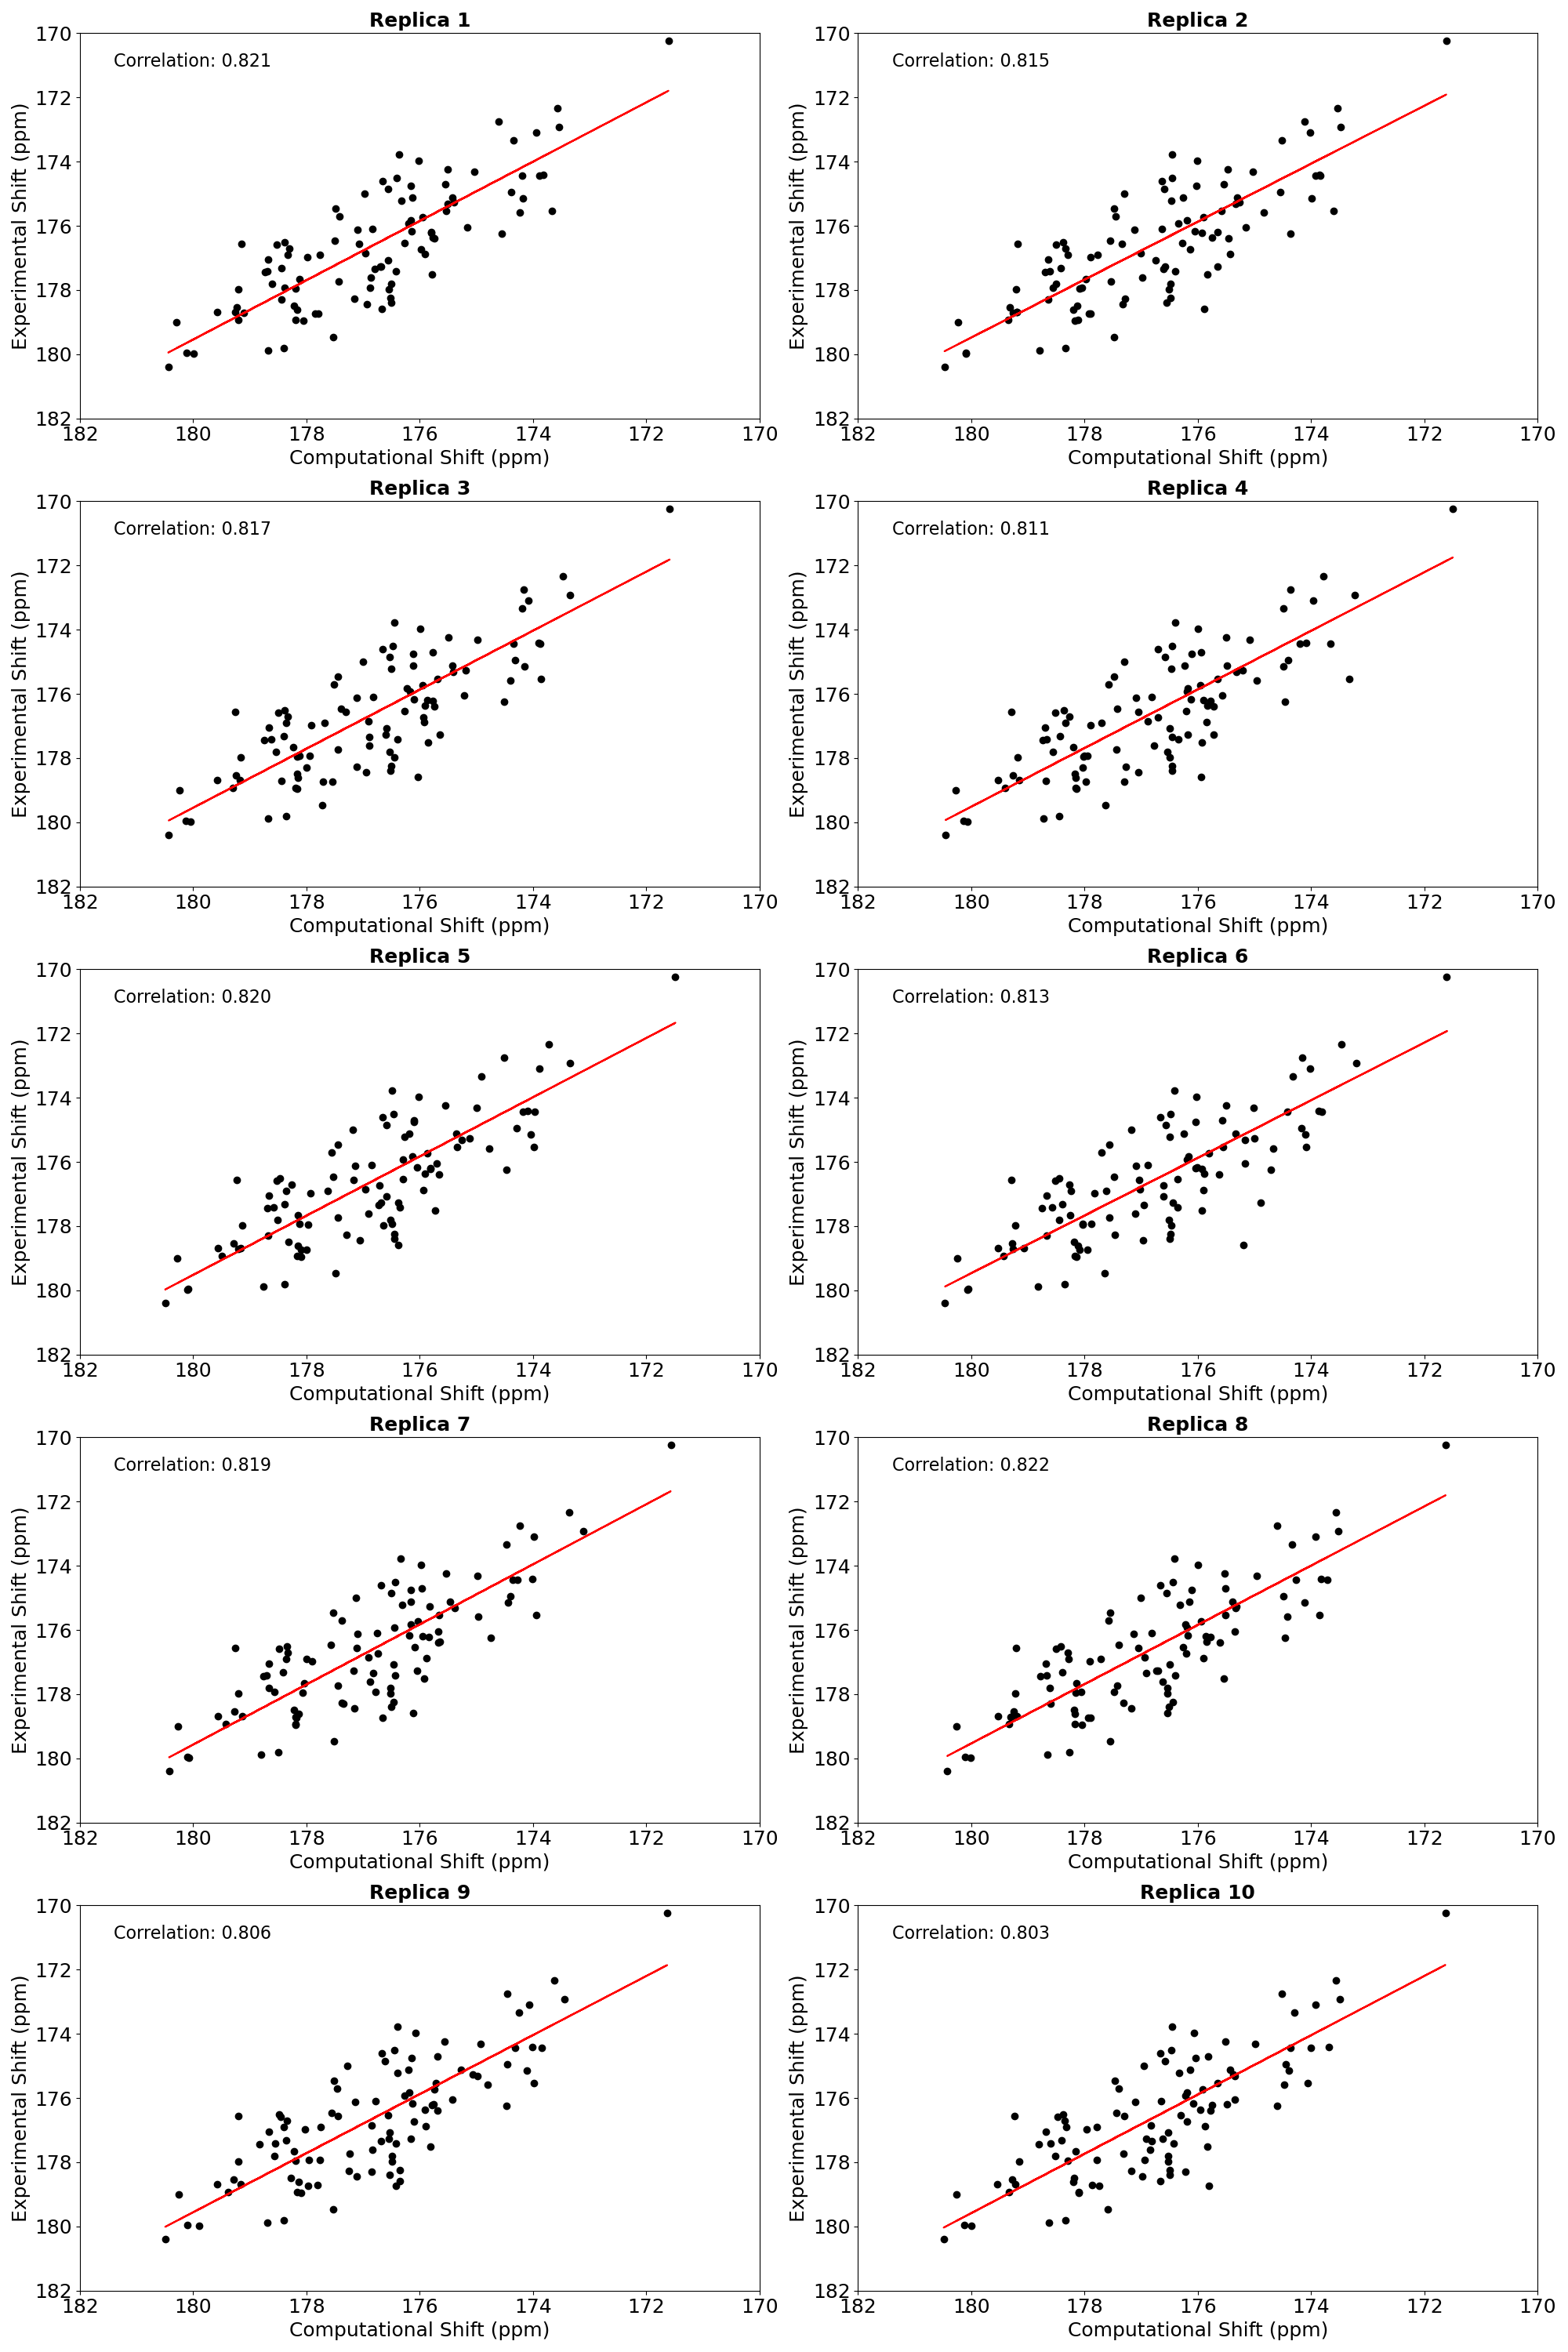 Replica 1
Correlation: 0.821
170
172
174
176
178
180
182
Experimental Shift (ppm)
182 180 178 176 174 172 170
Computational Shift (ppm)
Replica 2
Correlation: 0.815
170
172
174
176
178
180
182
Experimental Shift (ppm)
182 180 178 176 174 172 170
Computational Shift (ppm)
Replica 3
Correlation: 0.817
170
172
174
176
178
180
182
Experimental Shift (ppm)
182 180 178 176 174 172 170
Computational Shift (ppm)
Replica 4
Correlation: 0.811
170
172
174
176
178
180
182
Experimental Shift (ppm)
182 180 178 176 174 172 170
Computational Shift (ppm)
Replica 5
Correlation: 0.820
170
172
174
176
178
180
182
Experimental Shift (ppm)
182 180 178 176 174 172 170
Computational Shift (ppm)
Replica 6
Correlation: 0.813
170
172
174
176
178
180
182
Experimental Shift (ppm)
182 180 178 176 174 172 170
Computational Shift (ppm)
Replica 7
Correlation: 0.819
170
172
174
176
178
180
182
Experimental Shift (ppm)
182 180 178 176 174 172 170
Computational Shift (ppm)
Replica 8
Correlation: 0.822
170
172
174
176
178
180
182
Experimental Shift (ppm)
182 180 178 176 174 172 170
Computational Shift (ppm)
Replica 9
Correlation: 0.806
170
172
174
176
178
180
182
Experimental Shift (ppm)
182 180 178 176 174 172 170
Computational Shift (ppm)
Replica 10
Correlation: 0.803
170
172
174
176
178
180
182
Experimental Shift (ppm)
182 180 178 176 174 172 170
Computational Shift (ppm)